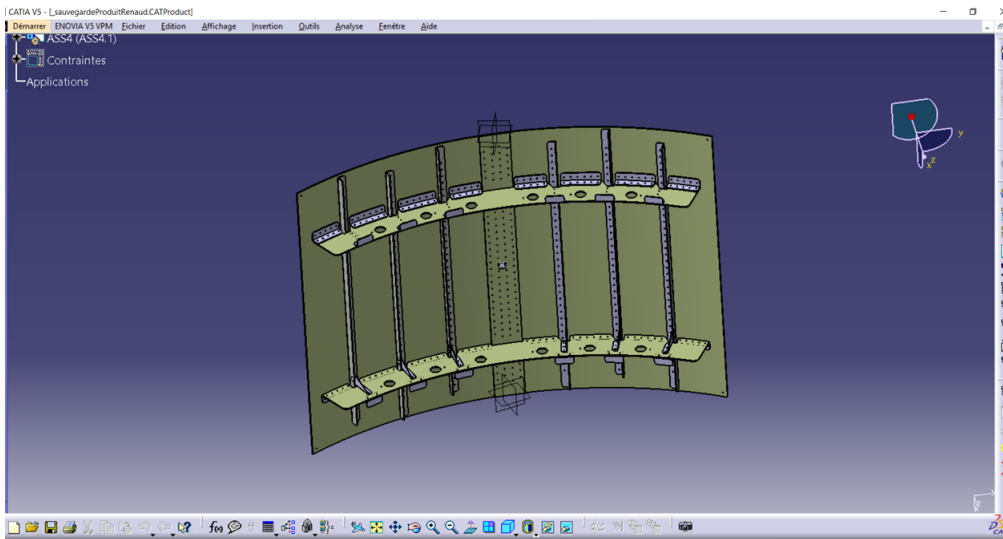 CATIA V5 - [_sauvegardeProduitRenaud.CATProduct]
Démarrer ENOVIA V5 VPM Fichier Edition Affichage Insertion Outils Analyse Fenêtre Aide
ASS4 (ASS4.1)
Contraintes
Applications
y
z
x
f(x)